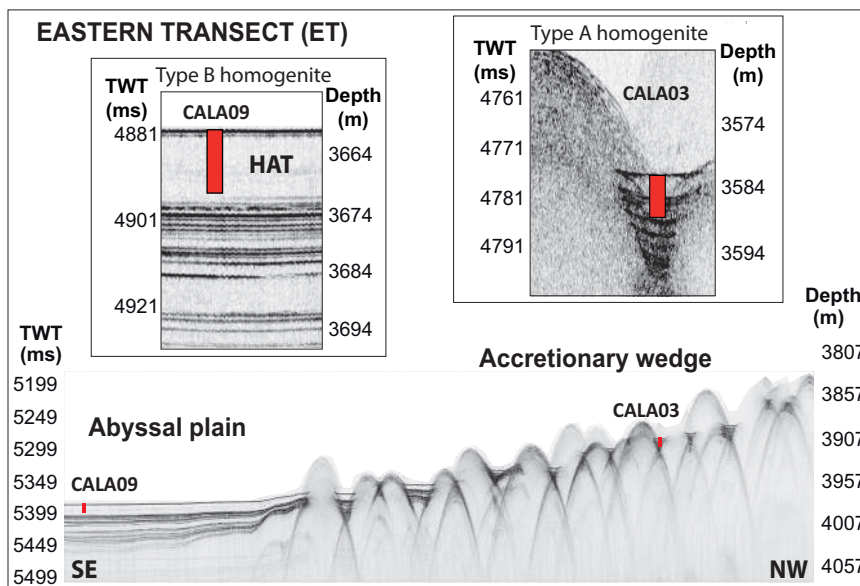 EASTERN TRANSECT (ET)
Type B homogenite
TWT
(ms)
CALA09
Depth
(m)
4881
HAT
3664
4901
3674
3684
4921
3694
Type A homogenite
TWT
(ms)
CALA03
Depth
(m)
4761
3574
4771
4781
3584
4791
3594
TWT
(ms)
Depth
(m)
Accretionary wedge
3807
5199
3857
5249
CALA03
Abyssal plain
3907
5299
5349
3957
CALA09
5399
4007
5449
5499
SE
NW
4057